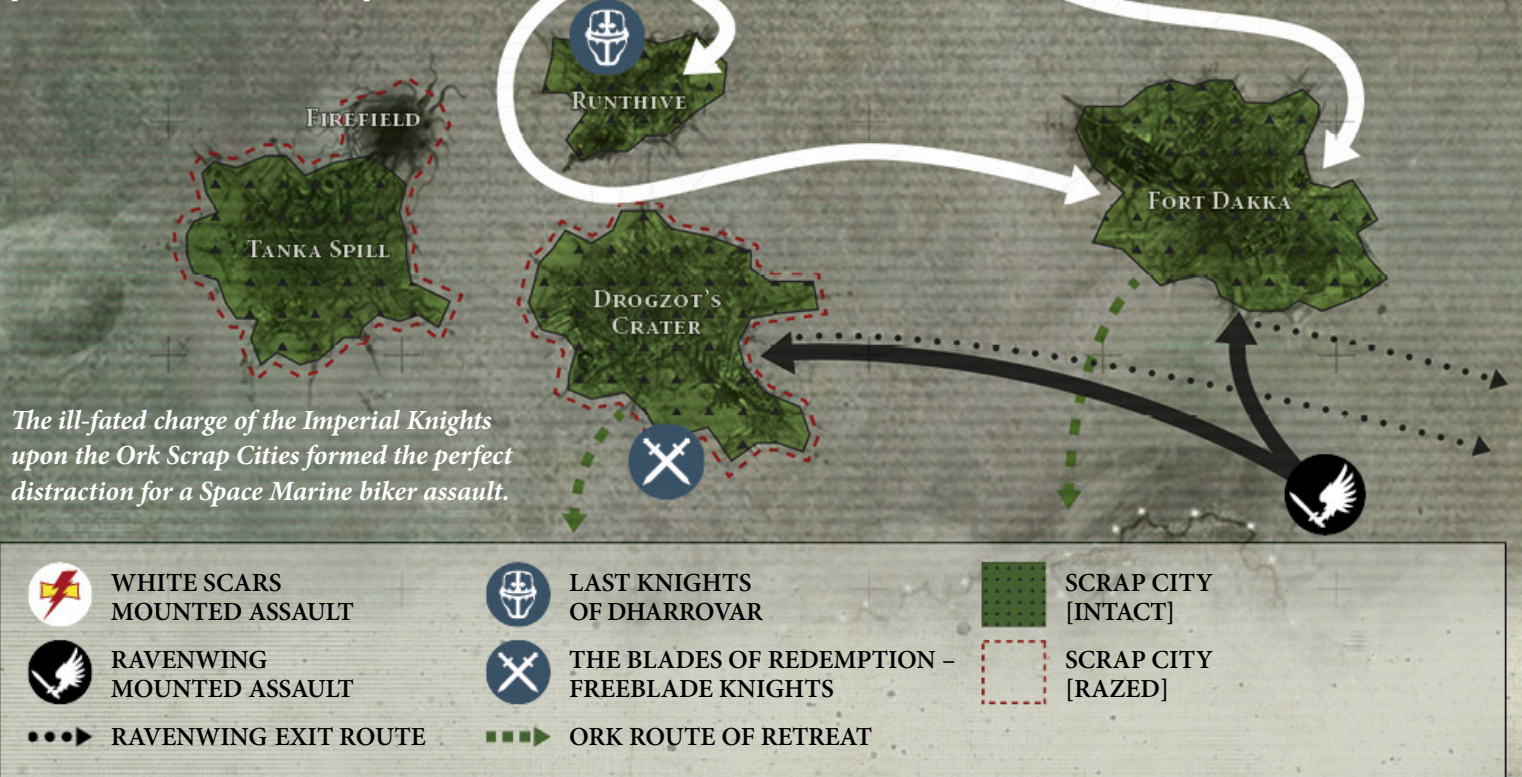 FIREFIELD
RUNTHIVE
FORT DAKKA
TANKA SPILL
DROGZOT'S
CRATER
The ill-fated charge of the Imperial Knights
upon the Ork Scrap Cities formed the perfect
distraction for a Space Marine biker assault.
WHITE SCARS
MOUNTED ASSAULT
RAVENWING
MOUNTED ASSAULT
RAVENWING EXIT ROUTE
LAST KNIGHTS
OF DHARROVAR
THE BLADES OF REDEMPTION –
FREEBLADE KNIGHTS
ORK ROUTE OF RETREAT
SCRAP CITY
[INTACT]
SCRAP CITY
[RAZED]